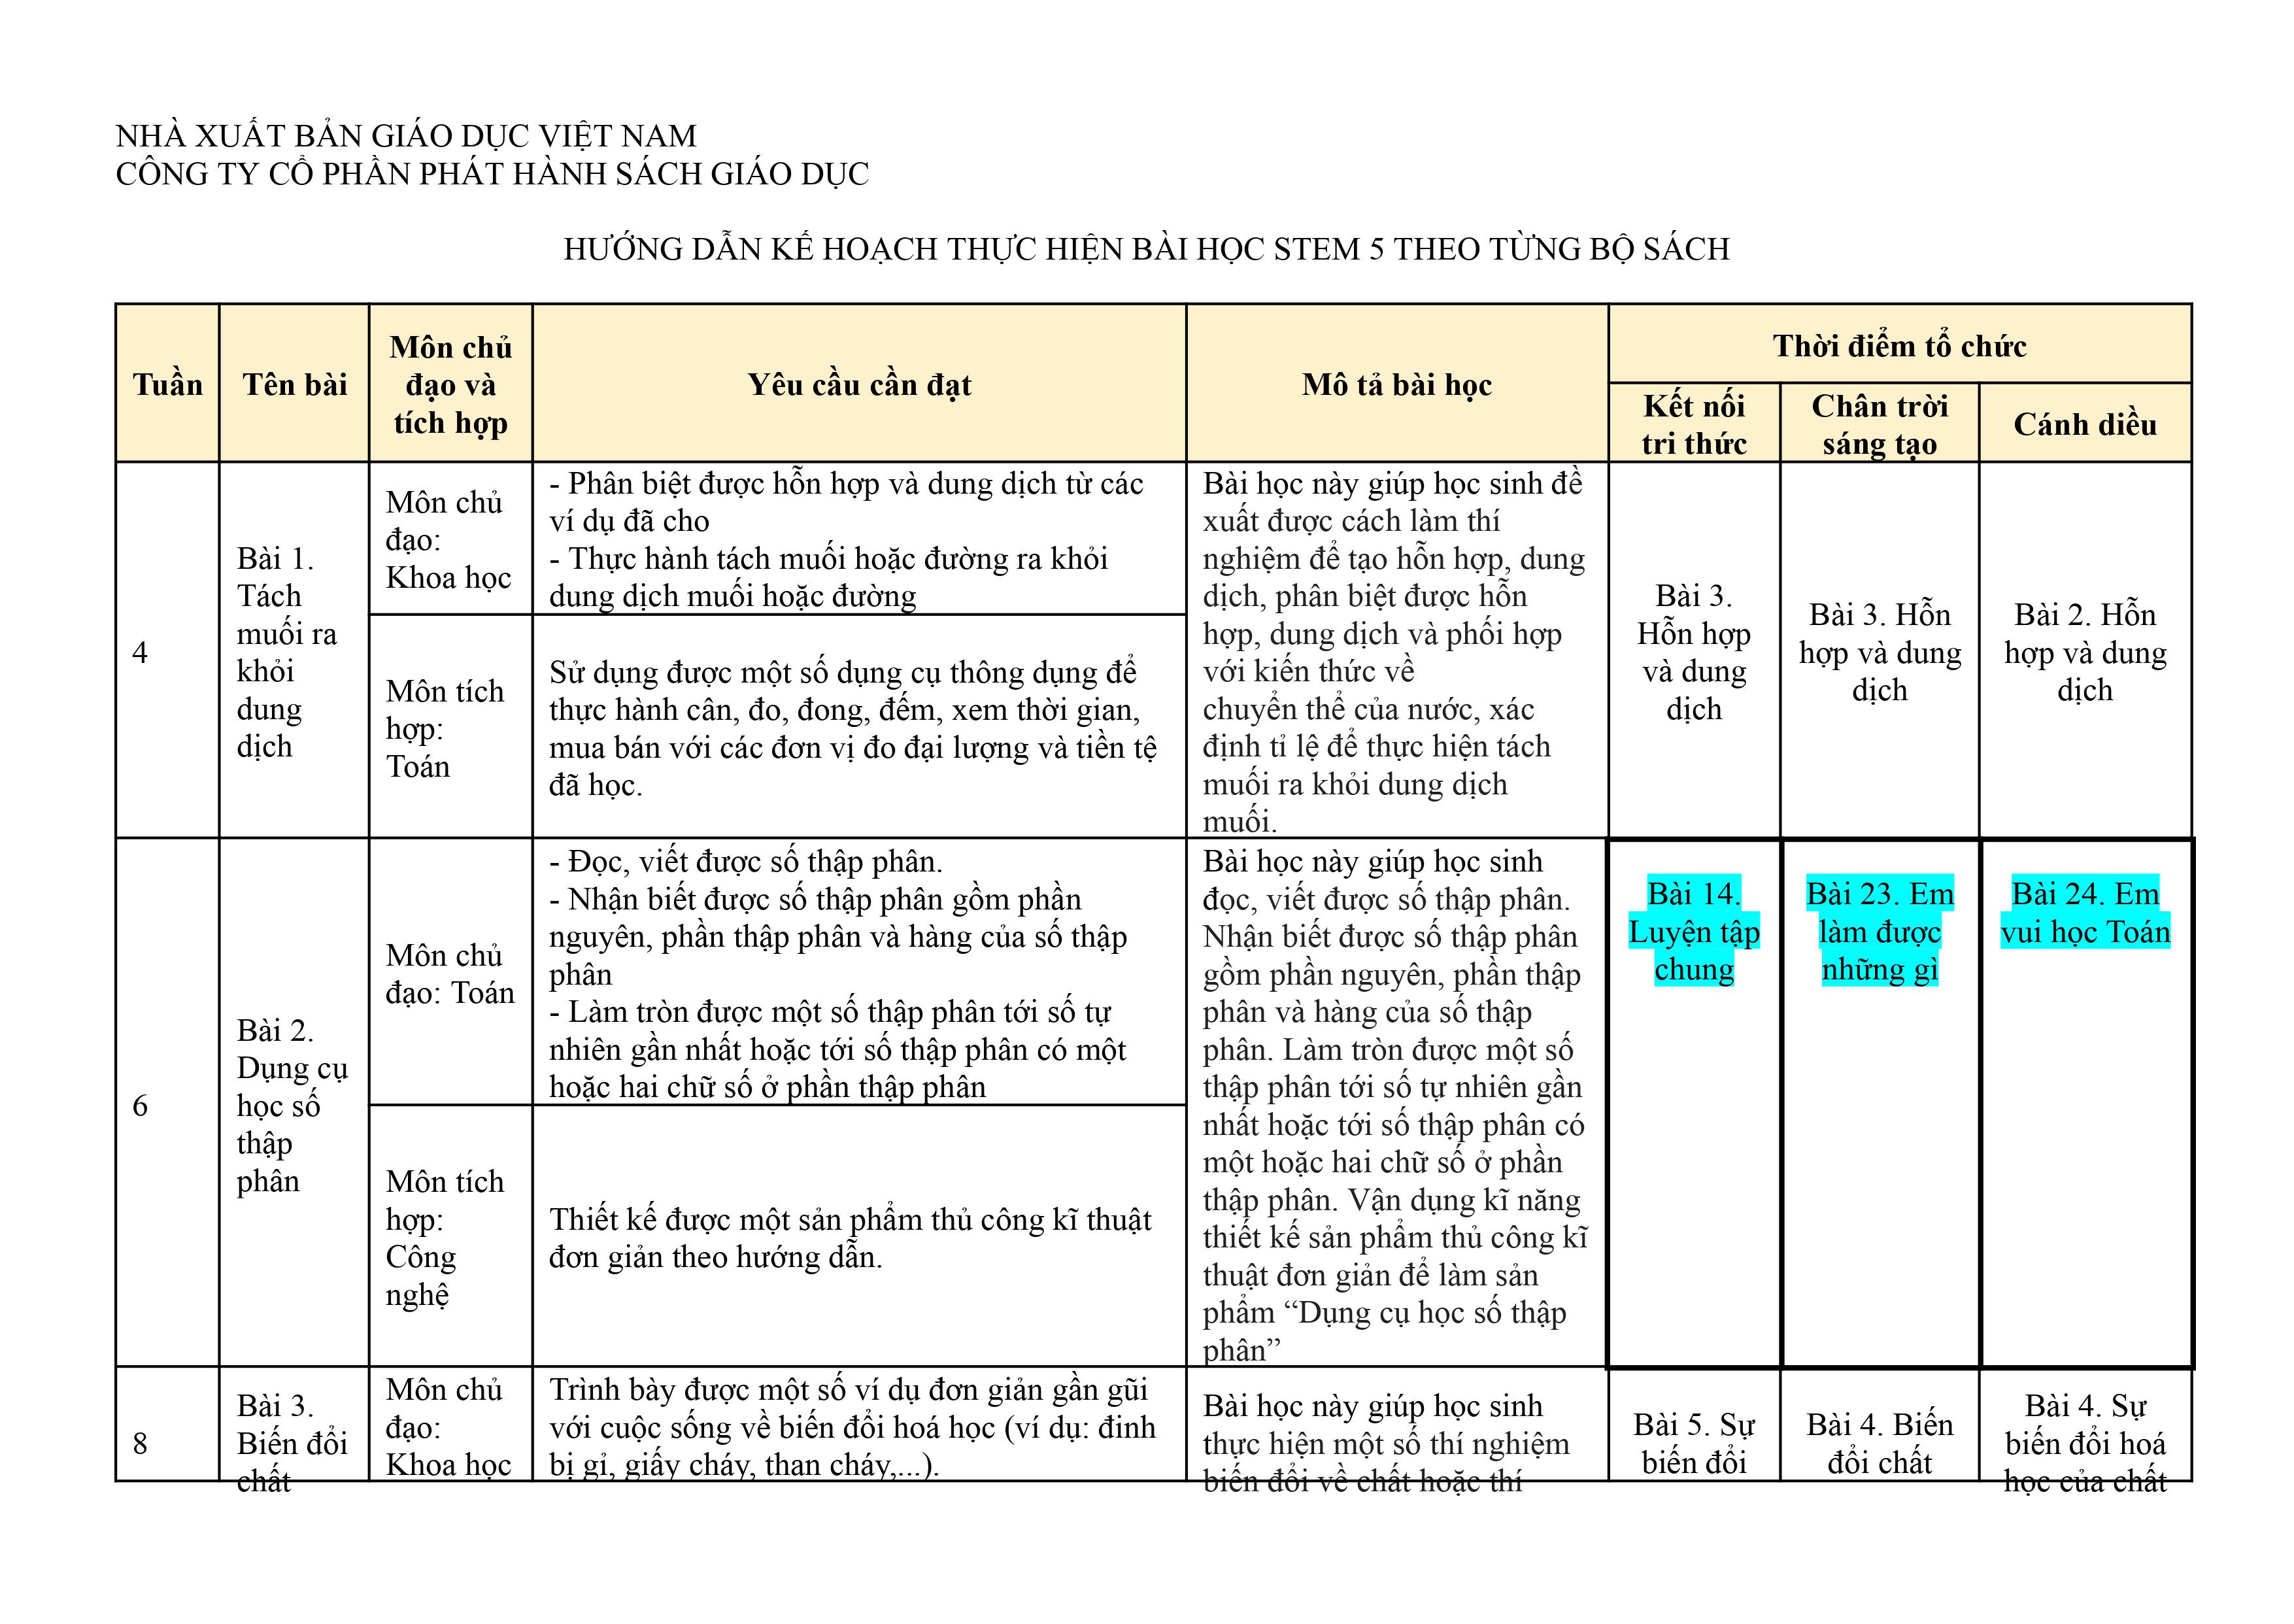 NHÀ XUẤT BẢN GIÁO DỤC VIỆT NAM
CÔNG TY CỔ PHẦN PHÁT HÀNH SÁCH GIÁO DỤC
HƯỚNG DẪN KẾ HOẠCH THỰC HIỆN BÀI HỌC STEM 5 THEO TỪNG BỘ SÁCH
Tuần
Tên bài
Môn chủ
đạo và
tích hợp
Yêu cầu cần đạt
Mô tả bài học
Thời điểm tổ chức
Kết nối
tri thức
Chân trời
sáng tạo
Cánh diều
4
Bài 1.
Tách
muối ra
khỏi
dung
dịch
Môn chủ
đạo:
Khoa học
- Phân biệt được hỗn hợp và dung dịch từ các
ví dụ đã cho
- Thực hành tách muối hoặc đường ra khỏi
dung dịch muối hoặc đường
Môn tích
hợp:
Toán
Sử dụng được một số dụng cụ thông dụng để
thực hành cân, đo, đong, đếm, xem thời gian,
mua bán với các đơn vị đo đại lượng và tiền tệ
đã học.
Bài học này giúp học sinh đề
xuất được cách làm thí
nghiệm để tạo hỗn hợp, dung
dịch, phân biệt được hỗn
hợp, dung dịch và phối hợp
với kiến thức về
chuyển thể của nước, xác
định tỉ lệ để thực hiện tách
muối ra khỏi dung dịch
muối.
Bài 3.
Hỗn hợp
và dung
dịch
Bài 3. Hỗn
hợp và dung
dịch
Bài 2. Hỗn
hợp và dung
dịch
6
Bài 2.
Dụng cụ
học số
thập
phân
Môn chủ
đạo: Toán
- Đọc, viết được số thập phân.
- Nhận biết được số thập phân gồm phần
nguyên, phần thập phân và hàng của số thập
phân
- Làm tròn được một số thập phân tới số tự
nhiên gần nhất hoặc tới số thập phân có một
hoặc hai chữ số ở phần thập phân
Môn tích
hợp:
Công
nghệ
Thiết kế được một sản phẩm thủ công kĩ thuật
đơn giản theo hướng dẫn.
Bài học này giúp học sinh
đọc, viết được số thập phân.
Nhận biết được số thập phân
gồm phần nguyên, phần thập
phân và hàng của số thập
phân. Làm tròn được một số
thập phân tới số tự nhiên gần
nhất hoặc tới số thập phân có
một hoặc hai chữ số ở phần
thập phân. Vận dụng kĩ năng
thiết kế sản phẩm thủ công kĩ
thuật đơn giản để làm sản
phẩm “Dụng cụ học số thập
phân”
Bài 14.
Luyện tập
chung
Bài 23. Em
làm được
những gì
Bài 24. Em
vui học Toán
8
Bài 3.
Biến đổi
chất
Môn chủ
đạo:
Khoa học
Trình bày được một số ví dụ đơn giản gần gũi
với cuộc sống về biến đổi hoá học (ví dụ: đinh
bị gỉ, giấy cháy, than cháy,...).
Bài học này giúp học sinh
thực hiện một số thí nghiệm
biến đổi về chất hoặc thí
Bài 5. Sự
biến đổi
Bài 4. Biến
đổi chất
Bài 4. Sự
biến đổi hoá
học của chất